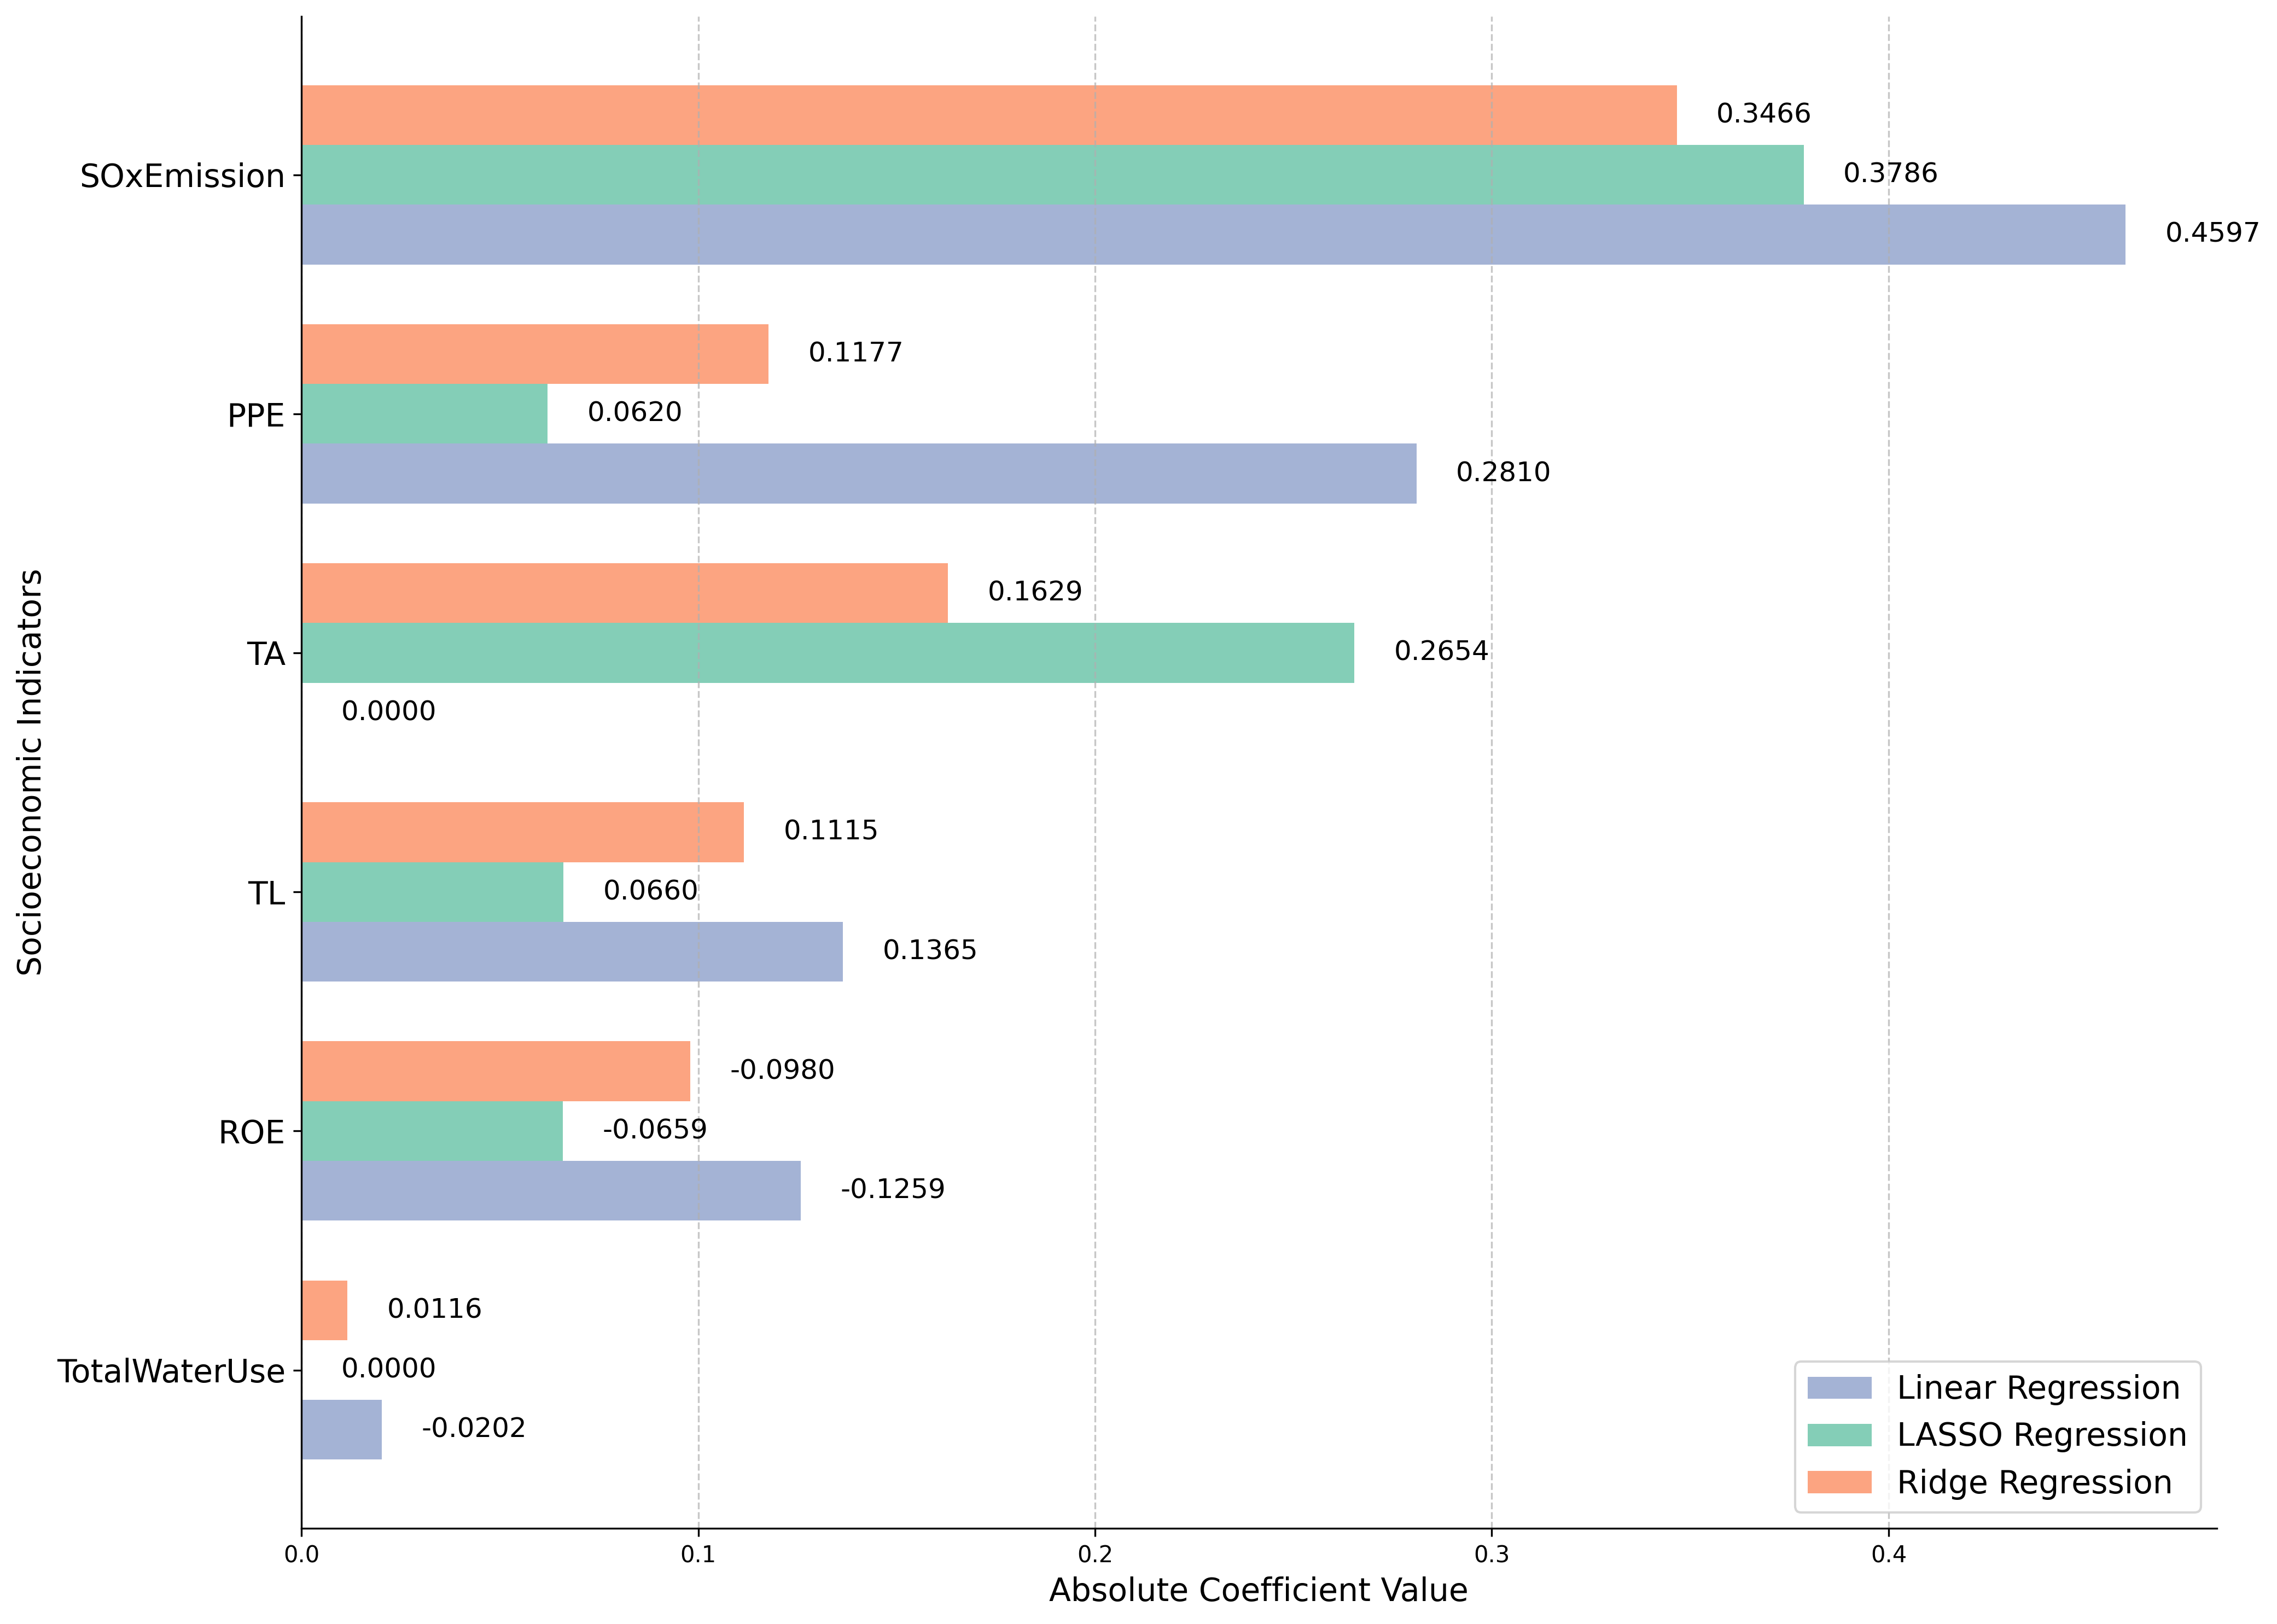 0.3466
SOxEmission
0.3786
0.4597
0.1177
PPE
0.0620
0.2810
0.1629
TA
0.2654
0.0000
Socioeconomic Indicators
0.1115
TL
0.0660
0.1365
-0.0980
ROE
-0.0659
-0.1259
0.0116
TotalWaterUse
0.0000
-0.0202
Linear Regression
LASSO Regression
Ridge Regression
0.0 0.1 0.2 0.3 0.4
Absolute Coefficient Value